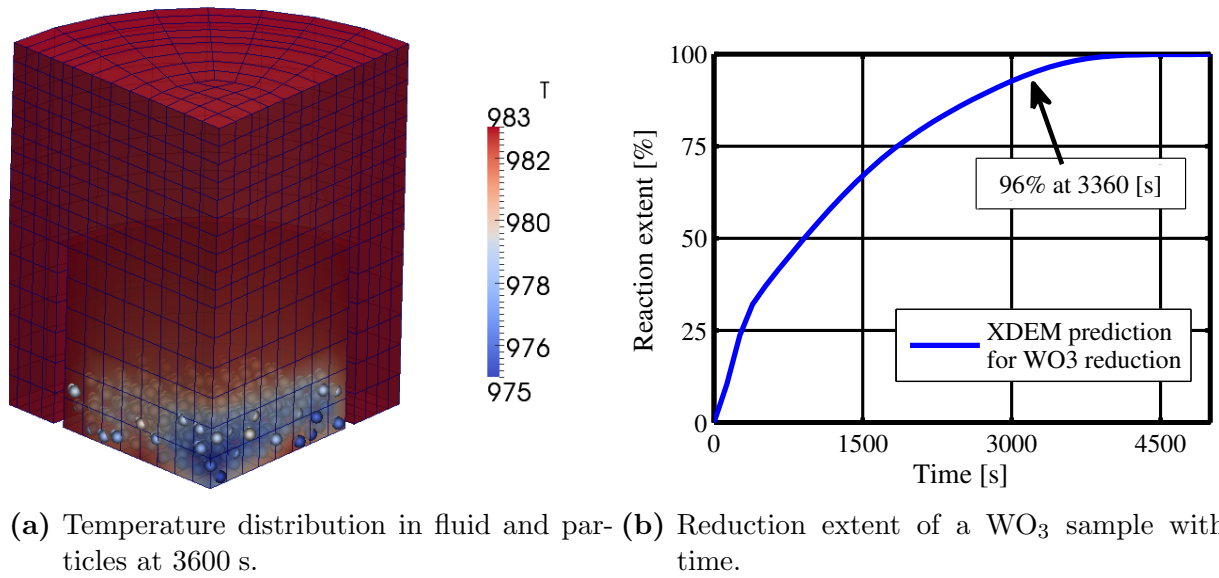 T
983
982
980
978
976
975
100
75
50
25
0
Reaction extent [%]
96% at 3360 [s]
XDEM prediction
for WO3 reduction
0 1500 3000 4500
Time [s]
(a) Temperature distribution in fluid and par-
ticles at 3600 s.
(b) Reduction extent of a WO₃ sample with
time.